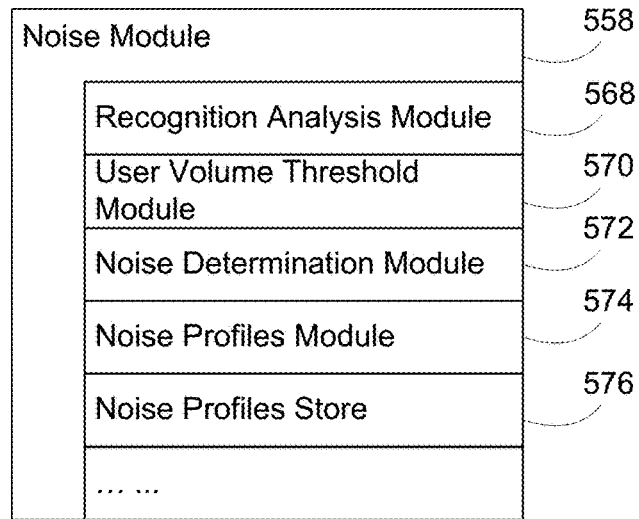 Noise Module
558
Recognition Analysis Module
568
User Volume Threshold
Module
570
Noise Determination Module
572
Noise Profiles Module
574
Noise Profiles Store
576
... ...